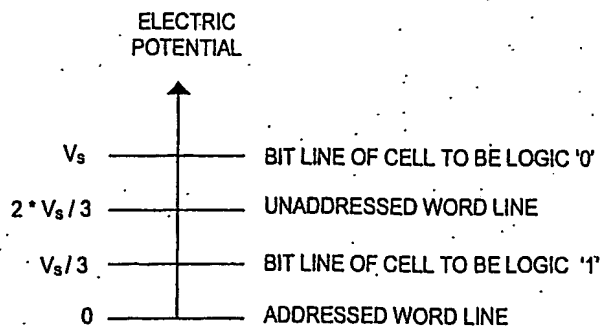 ELECTRIC
POTENTIAL
Vs BIT LINE OF CELL TO BE LOGIC '0'
2 * Vs / 3 UNADDRESSED WORD LINE
Vs / 3 BIT LINE OF CELL TO BE LOGIC '1'
0 ADDRESSED WORD LINE